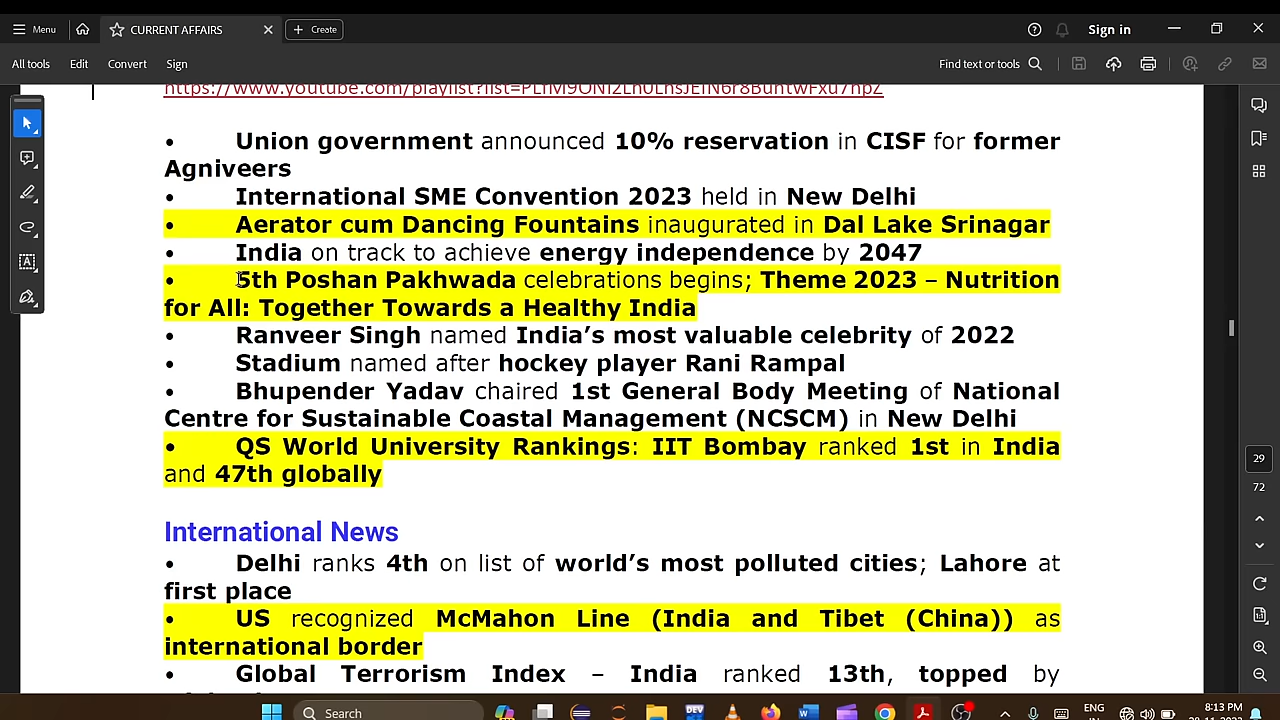 Menu
CURRENT AFFAIRS
Create
Sign in
All tools Edit Convert Sign
Find text or tools
• Union government announced 10% reservation in CISF for former
Agniveers
• International SME Convention 2023 held in New Delhi
• Aerator cum Dancing Fountains inaugurated in Dal Lake Srinagar
• India on track to achieve energy independence by 2047
• 5th Poshan Pakhwada celebrations begins; Theme 2023 – Nutrition
for All: Together Towards a Healthy India
• Ranveer Singh named India’s most valuable celebrity of 2022
• Stadium named after hockey player Rani Rampal
• Bhupender Yadav chaired 1st General Body Meeting of National
Centre for Sustainable Coastal Management (NCSCM) in New Delhi
• QS World University Rankings: IIT Bombay ranked 1st in India
and 47th globally
29
72
International News
• Delhi ranks 4th on list of world’s most polluted cities; Lahore at
first place
• US recognized McMahon Line (India and Tibet (China)) as
international border
• Global Terrorism Index – India ranked 13th, topped by
Search
ENG
IN
8:13 PM